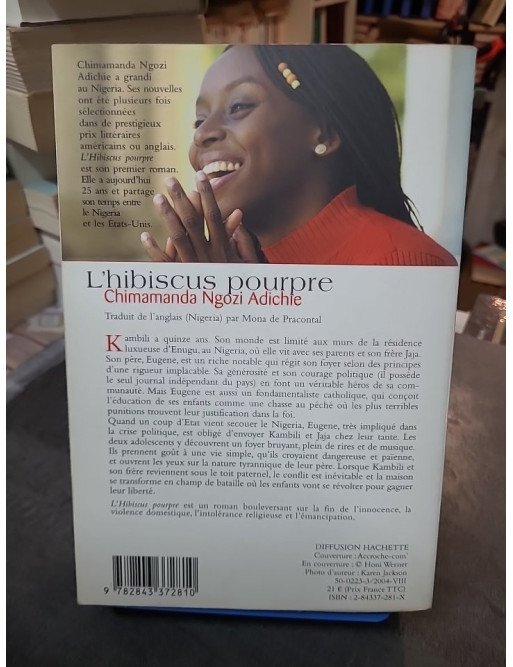 Chimamanda Ngozi
Adichie a grandi
au Nigeria. Ses nouvelles
ont été plusieurs fois
sélectionnées
dans de prestigieux
prix littéraires
américains ou anglais.
L'Hibiscus pourpre
est son premier roman.
Elle a aujourd'hui
25 ans et partage
son temps entre
le Nigeria
et les Etats-Unis.
L'hibiscus pourpre
Chimamanda Ngozi Adichie
Traduit de l'anglais (Nigeria) par Mona de Pracontal
Kambili a quinze ans. Son monde est limité aux murs de la résidence
luxueuse d'Enugu, au Nigeria, où elle vit avec ses parents et son frère Jaja.
Son père, Eugene, est un riche notable qui régit son foyer selon des principes
d'une rigueur implacable. Sa générosité et son courage politique (il possède
le seul journal indépendant du pays) en font un véritable héros de sa com-
munauté. Mais Eugene est aussi un fondamentaliste catholique, qui conçoit
l'éducation de ses enfants comme une chasse au péché où les plus terribles
punitions trouvent leur justification dans la foi.
Quand un coup d'Etat vient secouer le Nigeria, Eugene, très impliqué dans
la crise politique, est obligé d'envoyer Kambili et Jaja chez leur tante. Les
deux adolescents y découvrent un foyer bruyant, plein de rires et de musique.
Ils prennent goût à une vie simple, qu'ils croyaient dangereuse et païenne,
et ouvrent les yeux sur la nature tyrannique de leur père. Lorsque Kambili et
son frère reviennent sous le toit paternel, le conflit est inévitable et la maison
se transforme en champ de bataille où les enfants vont se révolter pour gagner
leur liberté.
L'Hibiscus pourpre est un roman bouleversant sur la fin de l'innocence, la
violence domestique, l'intolérance religieuse et l'émancipation.
DIFFUSION HACHETTE
Couverture : Accroche-com'
En couverture : © Honi Werner
Photo d'auteur : Karen Jackson
50-0223-3/2004-VIII
21 € (Prix France TTC)
ISBN : 2-84337-281-X
9 782843 372810